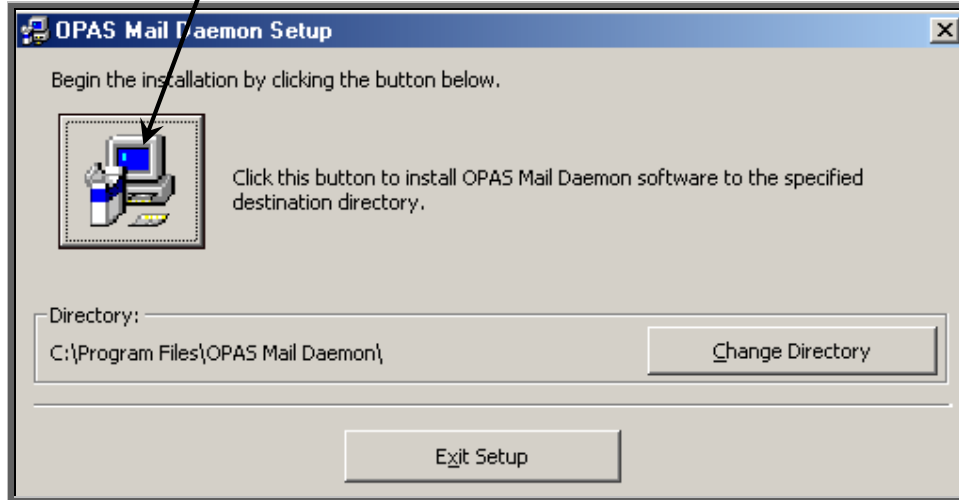 OPAS Mail Daemon Setup
Begin the installation by clicking the button below.
Click this button to install OPAS Mail Daemon software to the specified
destination directory.
Directory:
C:\Program Files\OPAS Mail Daemon\
Change Directory
Exit Setup